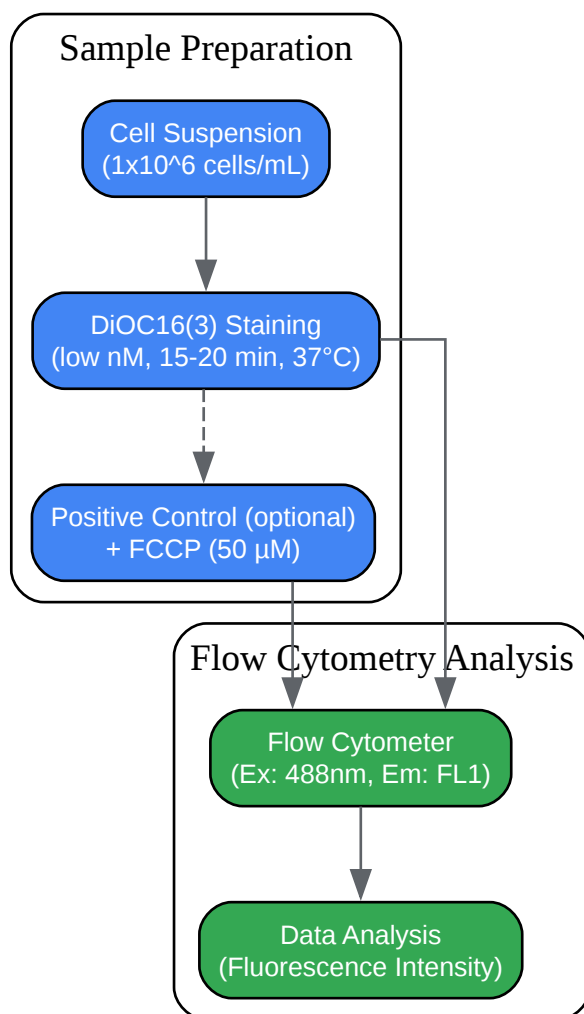 Sample Preparation
Cell Suspension
(1x10^6 cells/mL)
DiOC16(3) Staining
(low nM, 15-20 min, 37°C)
Positive Control (optional)
+ FCCP (50 µM)
Flow Cytometry Analysis
Flow Cytometer
(Ex: 488nm, Em: FL1)
Data Analysis
(Fluorescence Intensity)